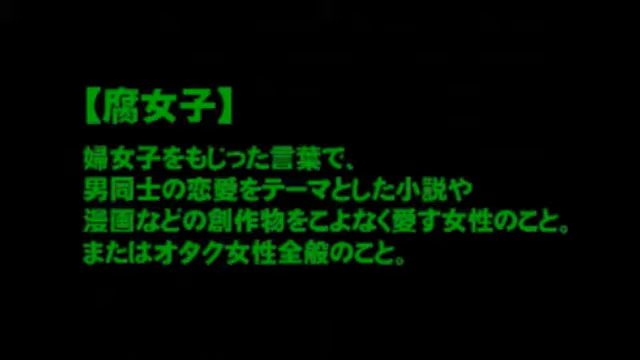 【腐女子】
婦女子をもじった言葉で、
男同士の恋愛をテーマとした小説や
漫画などの創作物をこよなく愛す女性のこと。
またはオタク女性全般のこと。